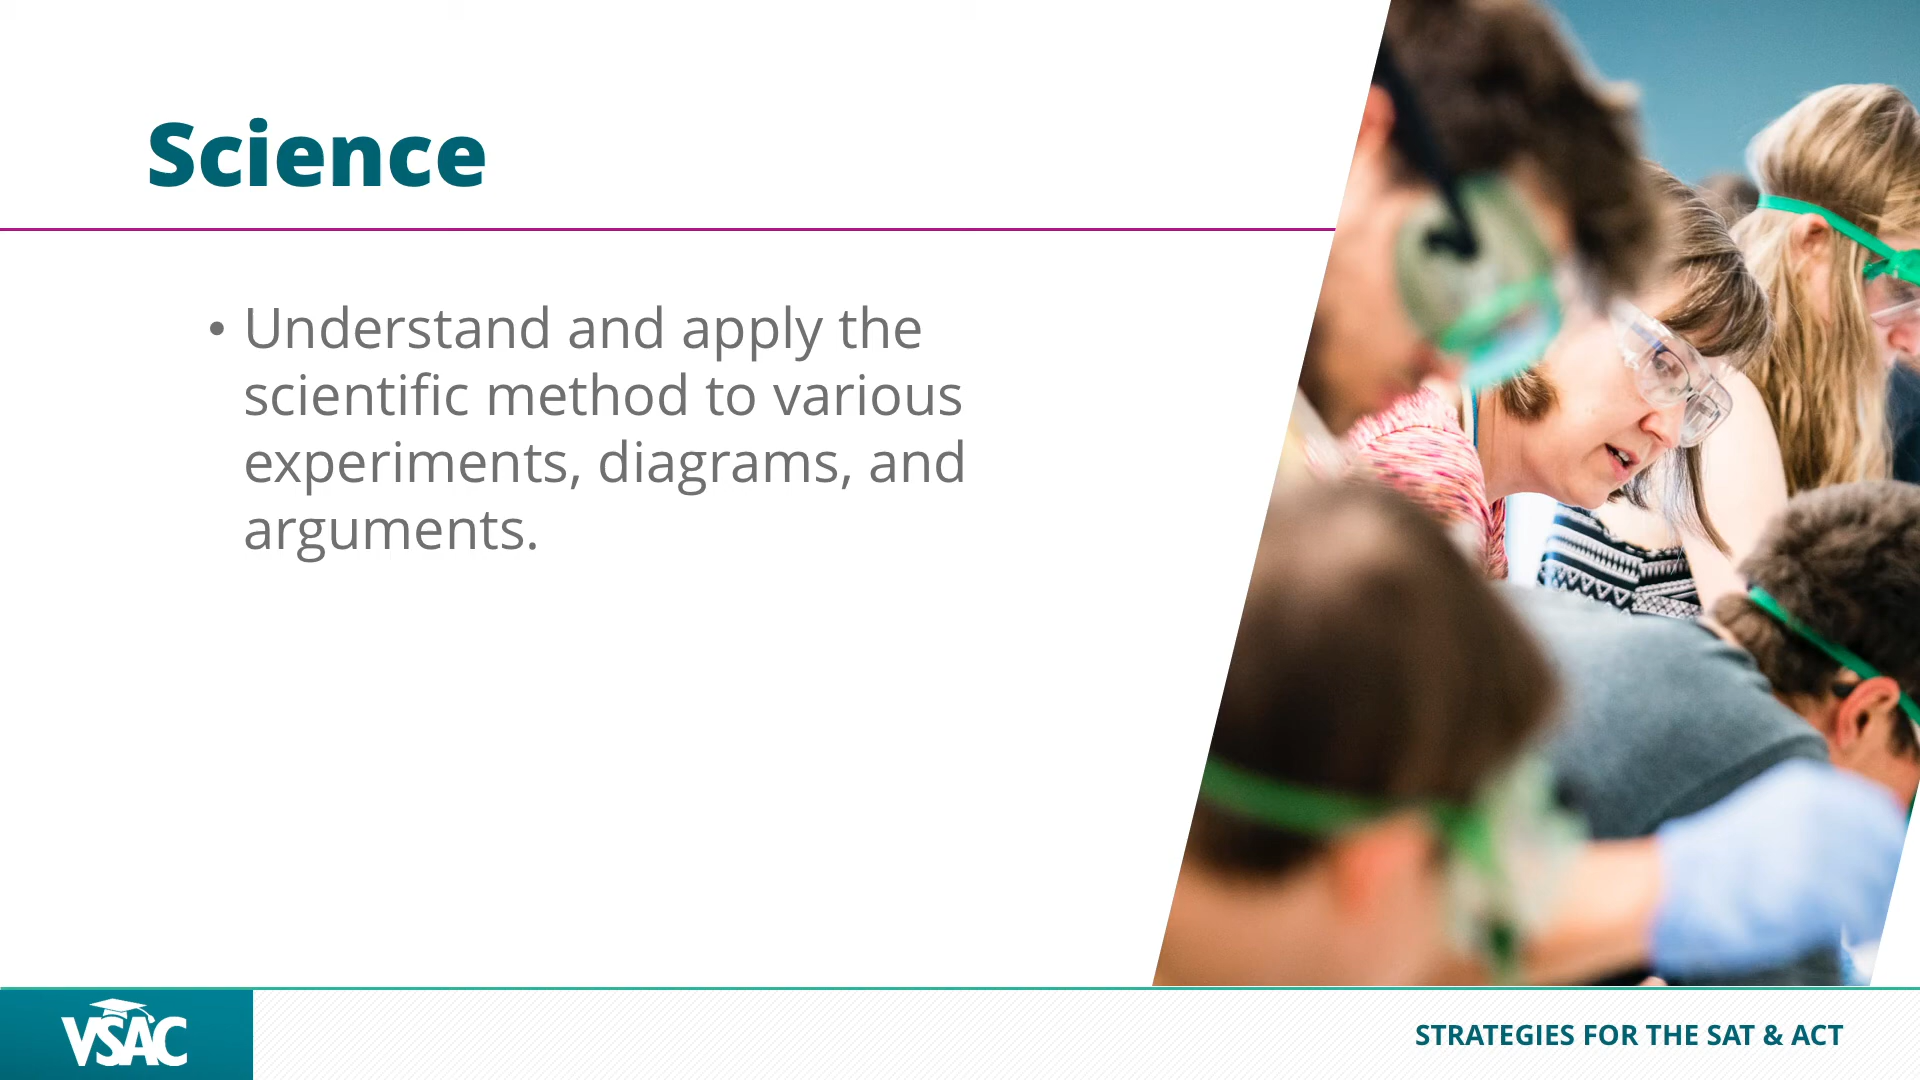 Science
• Understand and apply the
scientific method to various
experiments, diagrams, and
arguments.
VSAC
STRATEGIES FOR THE SAT & ACT